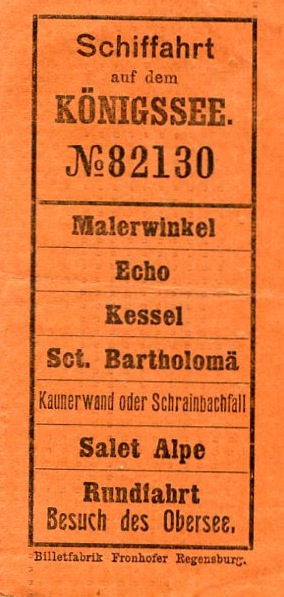 Schiffahrt
auf dem
KÖNIGSSEE.
№82130
Malerwinkel
Echo
Kessel
Sct. Bartholomä
Kaunerwand oder Schrainbachfall
Salet Alpe
Rundfahrt
Besuch des Obersee.
Billetfabrik Fronhofer Regensburg.